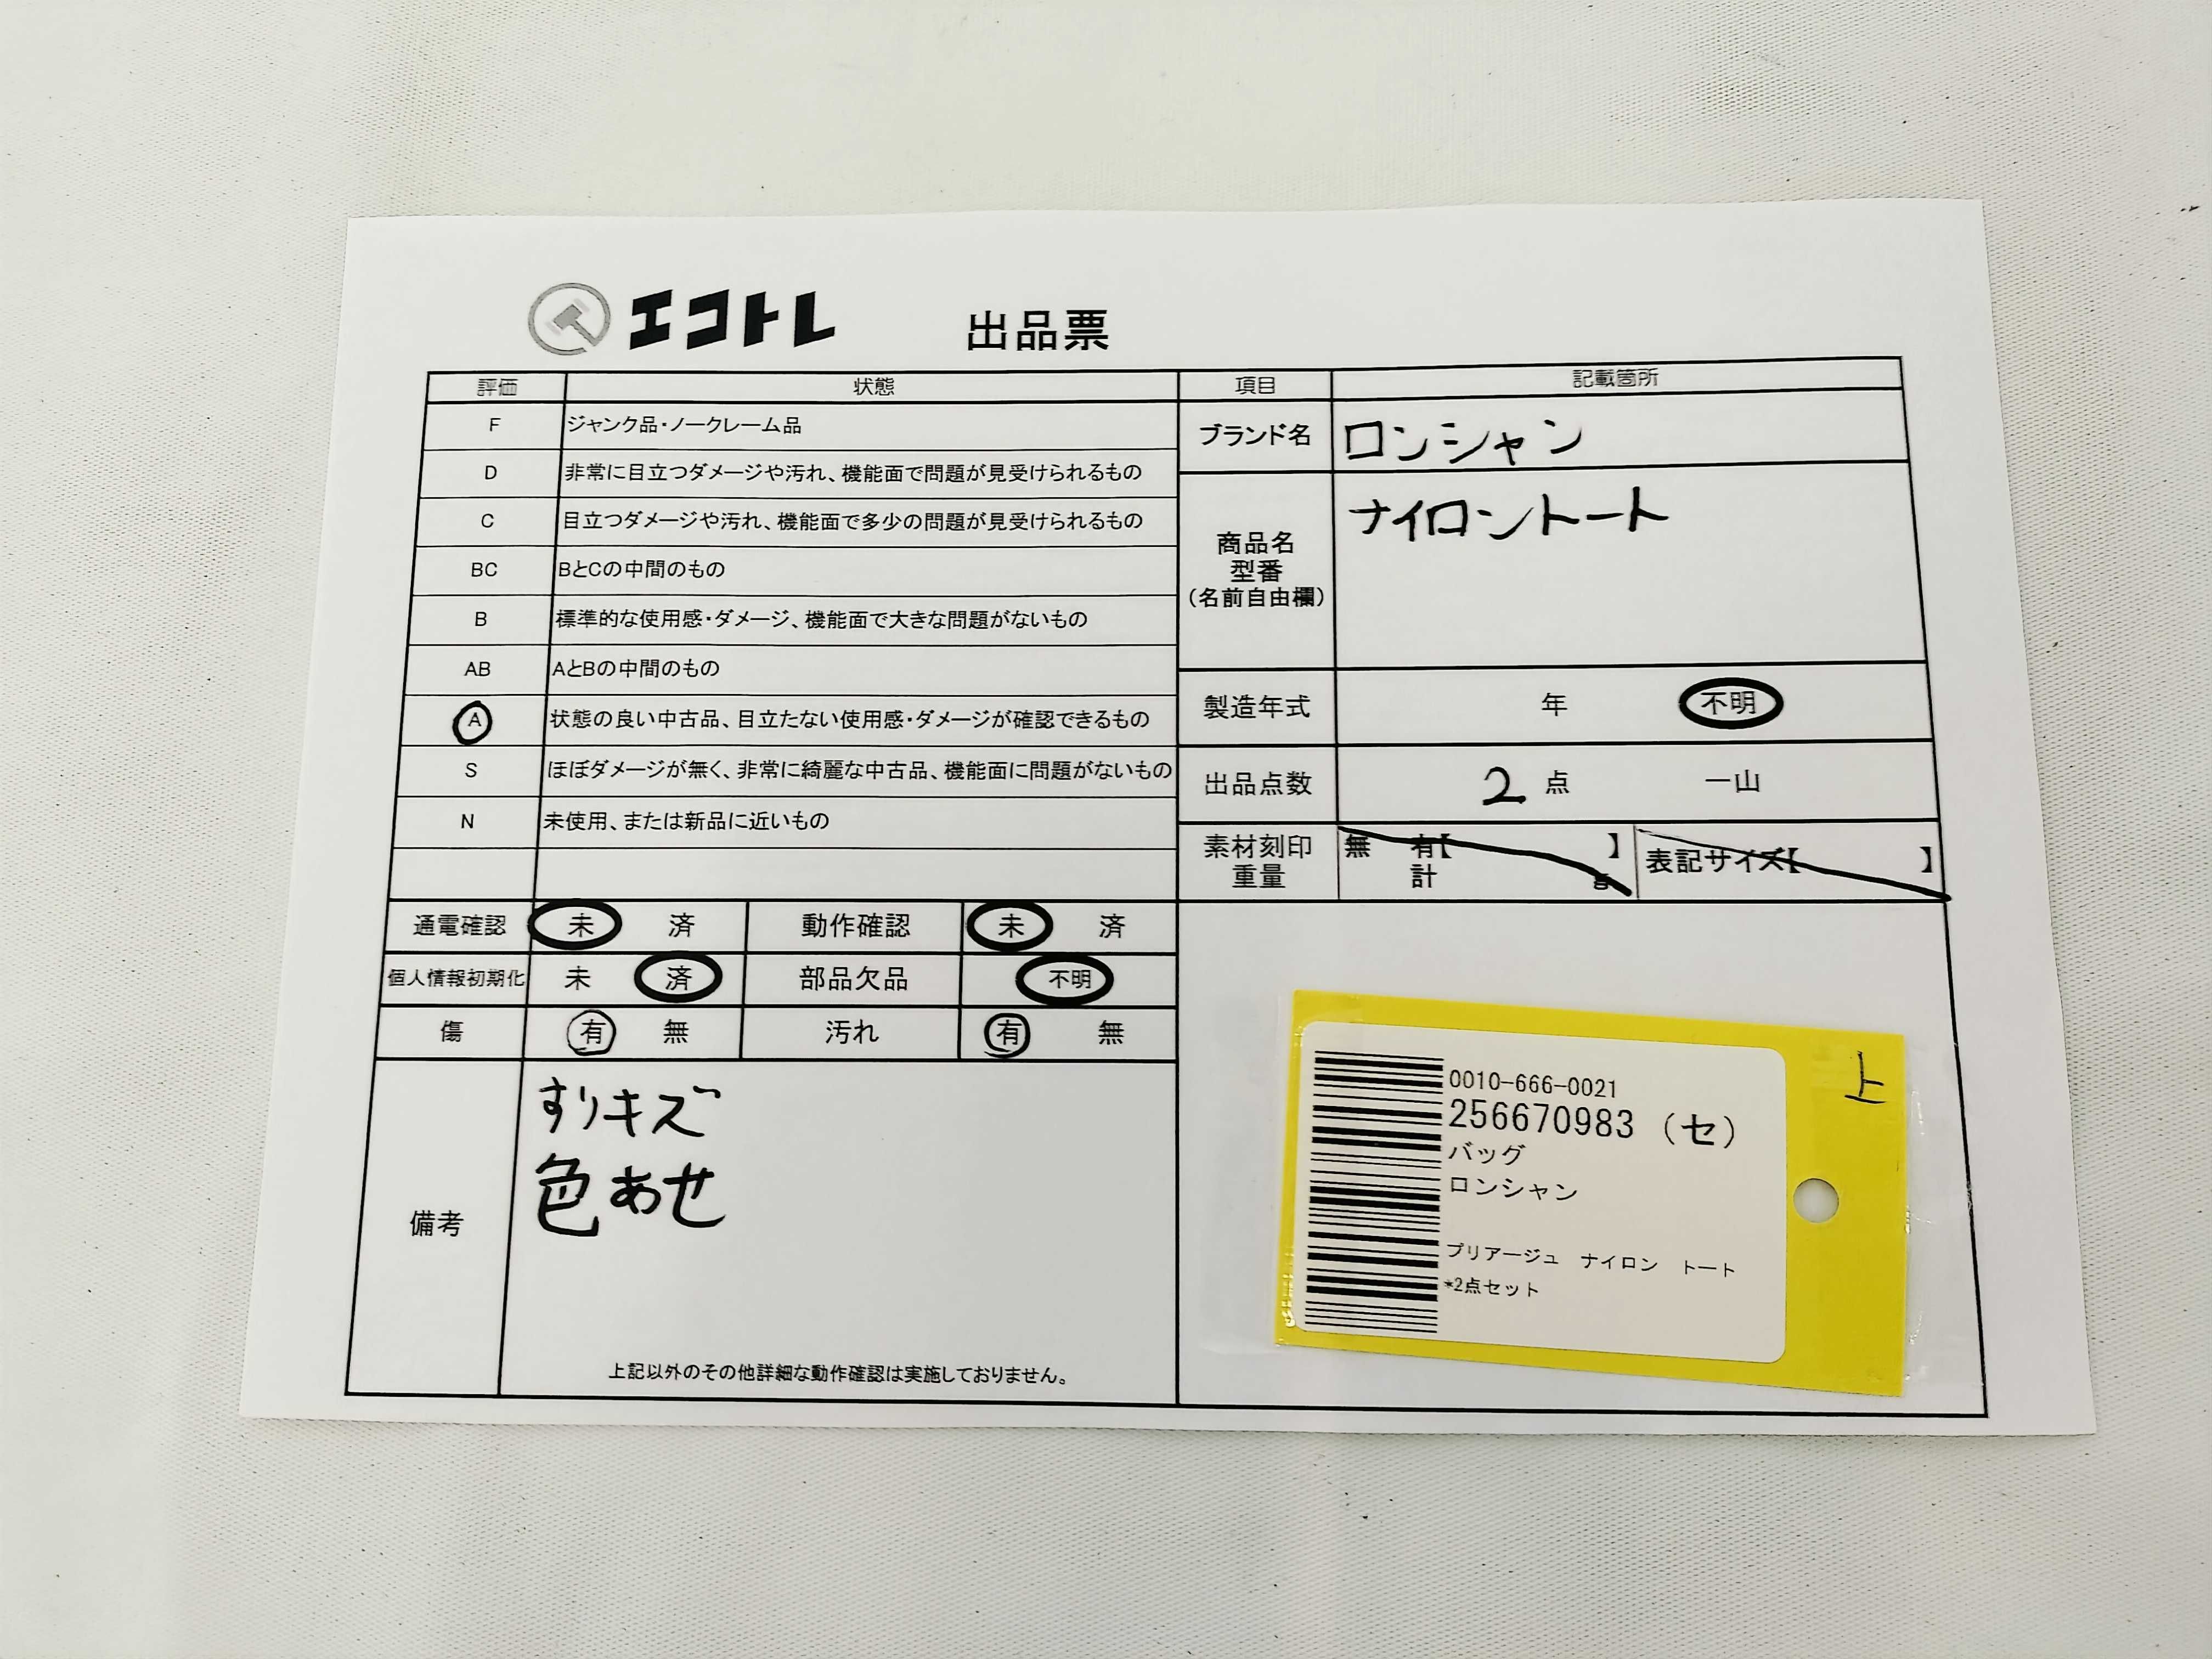 エコトレ 出品票
評価 状態 項目 記載箇所
F ジャンク品・ノークレーム品
D 非常に目立つダメージや汚れ、機能面で問題が見受けられるもの
C 目立つダメージや汚れ、機能面で多少の問題が見受けられるもの
BC BとCの中間のもの
B 標準的な使用感・ダメージ、機能面で大きな問題がないもの
AB AとBの中間のもの
A 状態の良い中古品、目立たない使用感・ダメージが確認できるもの
S ほぼダメージが無く、非常に綺麗な中古品、機能面に問題がないもの
N 未使用、または新品に近いもの
ブランド名 ロンシャン
商品名
型番
(名前自由欄)
ナイロントート
製造年式 年 不明
出品点数 2 点 一山
素材刻印
重量
無 有【 】
計 g
表記サイズ【 】
通電確認 未 済 動作確認 未 済
個人情報初期化 未 済 部品欠品 不明
傷 有 無 汚れ 有 無
備考
すりキズ
色あせ
上記以外のその他詳細な動作確認は実施しておりません。
上
0010-666-0021
256670983 (セ)
バッグ
ロンシャン
プリアージュ ナイロン トート
*2点セット